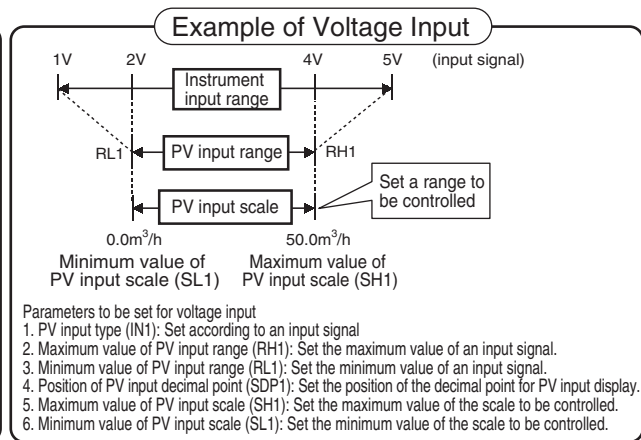 Example of Voltage Input
1V 2V 4V 5V (input signal)
Instrument
input range
RL1 PV input range RH1
PV input scale
Set a range to
be controlled
0.0m³/h 50.0m³/h
Minimum value of Maximum value of
PV input scale (SL1) PV input scale (SH1)
Parameters to be set for voltage input
1. PV input type (IN1): Set according to an input signal
2. Maximum value of PV input range (RH1): Set the maximum value of an input signal.
3. Minimum value of PV input range (RL1): Set the minimum value of an input signal.
4. Position of PV input decimal point (SDP1): Set the position of the decimal point for PV input display.
5. Maximum value of PV input scale (SH1): Set the maximum value of the scale to be controlled.
6. Minimum value of PV input scale (SL1): Set the minimum value of the scale to be controlled.